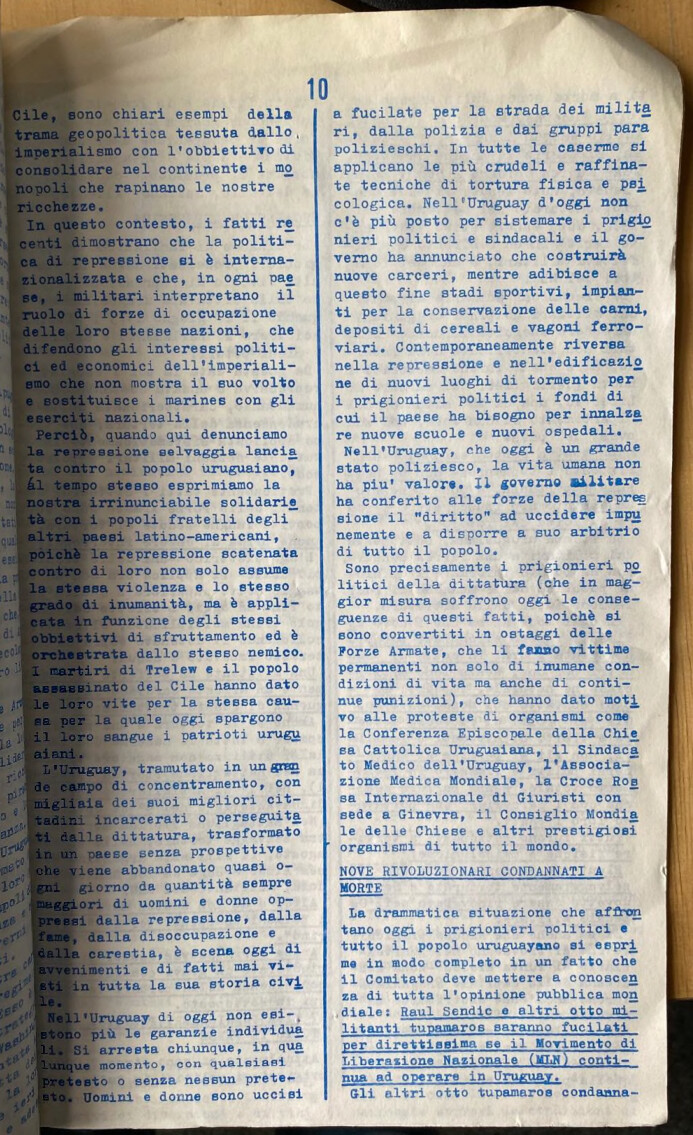 10
Cile, sono chiari esempi della
trama geopolitica tessuta dallo
imperialismo con l'obbiettivo di
consolidare nel continente i mo
nopoli che rapinano le nostre
ricchezze.
In questo contesto, i fatti re
centi dimostrano che la politi-
ca di repressione si è interna-
zionalizzata e che, in ogni pae
se, i militari interpretano il
ruolo di forze di occupazione
delle loro stesse nazioni, che
difendono gli interessi politi-
ci ed economici dell'imperiali-
smo che non mostra il suo volto
e sostituisce i marines con gli
eserciti nazionali.
Perciò, quando qui denunciamo
la repressione selvaggia lancia
ta contro il popolo uruguaiano,
al tempo stesso esprimiamo la
nostra irrinunciabile solidarie
tà con i popoli fratelli degli
altri paesi latino-americani,
poichè la repressione scatenata
contro di loro non solo assume
la stessa violenza e lo stesso
grado di inumanità, ma è appli-
cata in funzione degli stessi
obbiettivi di sfruttamento ed è
orchestrata dallo stesso nemico.
I martiri di Trelew e il popolo
assassinato del Cile hanno dato
le loro vite per la stessa cau-
sa per la quale oggi spargono
il loro sangue i patrioti urugu
aiani.
L'Uruguay, tramutato in un gran
de campo di concentramento, con
migliaia dei suoi migliori cit-
tadini incarcerati o perseguita
ti dalla dittatura, trasformato
in un paese senza prospettive
che viene abbandonato quasi o-
gni giorno da quantità sempre
maggiori di uomini e donne op-
pressi dalla repressione, dalla
fame, dalla disoccupazione e
dalla carestia, è scena oggi di
avvenimenti e di fatti mai vi-
sti in tutta la sua storia civi
le.
Nell'Uruguay di oggi non esi-
stono più le garanzie individua
li. Si arresta chiunque, in qua
lunque momento, con qualsiasi
pretesto o senza nessun prete-
sto. Uomini e donne sono uccisi
a fucilate per la strada dei milita
ri, dalla polizia e dai gruppi para
polizieschi. In tutte le caserme si
applicano le più crudeli e raffina-
te tecniche di tortura fisica e psi
cologica. Nell'Uruguay d'oggi non
c'è più posto per sistemare i prigio
nieri politici e sindacali e il go-
verno ha annunciato che costruirà
nuove carceri, mentre adibisce a
questo fine stadi sportivi, impian-
ti per la conservazione delle carni,
depositi di cereali e vagoni ferro-
viari. Contemporaneamente riversa
nella repressione e nell'edificazio
ne di nuovi luoghi di tormento per
i prigionieri politici i fondi di
cui il paese ha bisogno per innalza
re nuove scuole e nuovi ospedali.
Nell'Uruguay, che oggi è un grande
stato poliziesco, la vita umana non
ha piu' valore. Il governo militare
ha conferito alle forze della repres
sione il "diritto" ad uccidere impu
nemente e a disporre a suo arbitrio
di tutto il popolo.
Sono precisamente i prigionieri po
litici della dittatura (che in mag-
gior misura soffrono oggi le conse-
guenze di questi fatti, poichè si
sono convertiti in ostaggi delle
Forze Armate, che li fanno vittime
permanenti non solo di inumane con-
dizioni di vita ma anche di conti-
nue punizioni), che hanno dato moti
vo alle proteste di organismi come
la Conferenza Episcopale della Chie
sa Cattolica Uruguaiana, il Sindaca
to Medico dell'Uruguay, l'Associa-
zione Medica Mondiale, la Croce Ros
sa Internazionale di Giuristi con
sede a Ginevra, il Consiglio Mondia
le delle Chiese e altri prestigiosi
organismi di tutto il mondo.
NOVE RIVOLUZIONARI CONDANNATI A
MORTE
La drammatica situazione che affron
tano oggi i prigionieri politici e
tutto il popolo uruguayano si espri
me in modo completo in un fatto che
il Comitato deve mettere a conoscen
za di tutta l'opinione pubblica mon
diale: Raul Sendic e altri otto mi-
litanti tupamaros saranno fucilati
per direttissima se il Movimento di
Liberazione Nazionale (MLN) conti-
nua ad operare in Uruguay.
Gli altri otto tupamaros condanna-